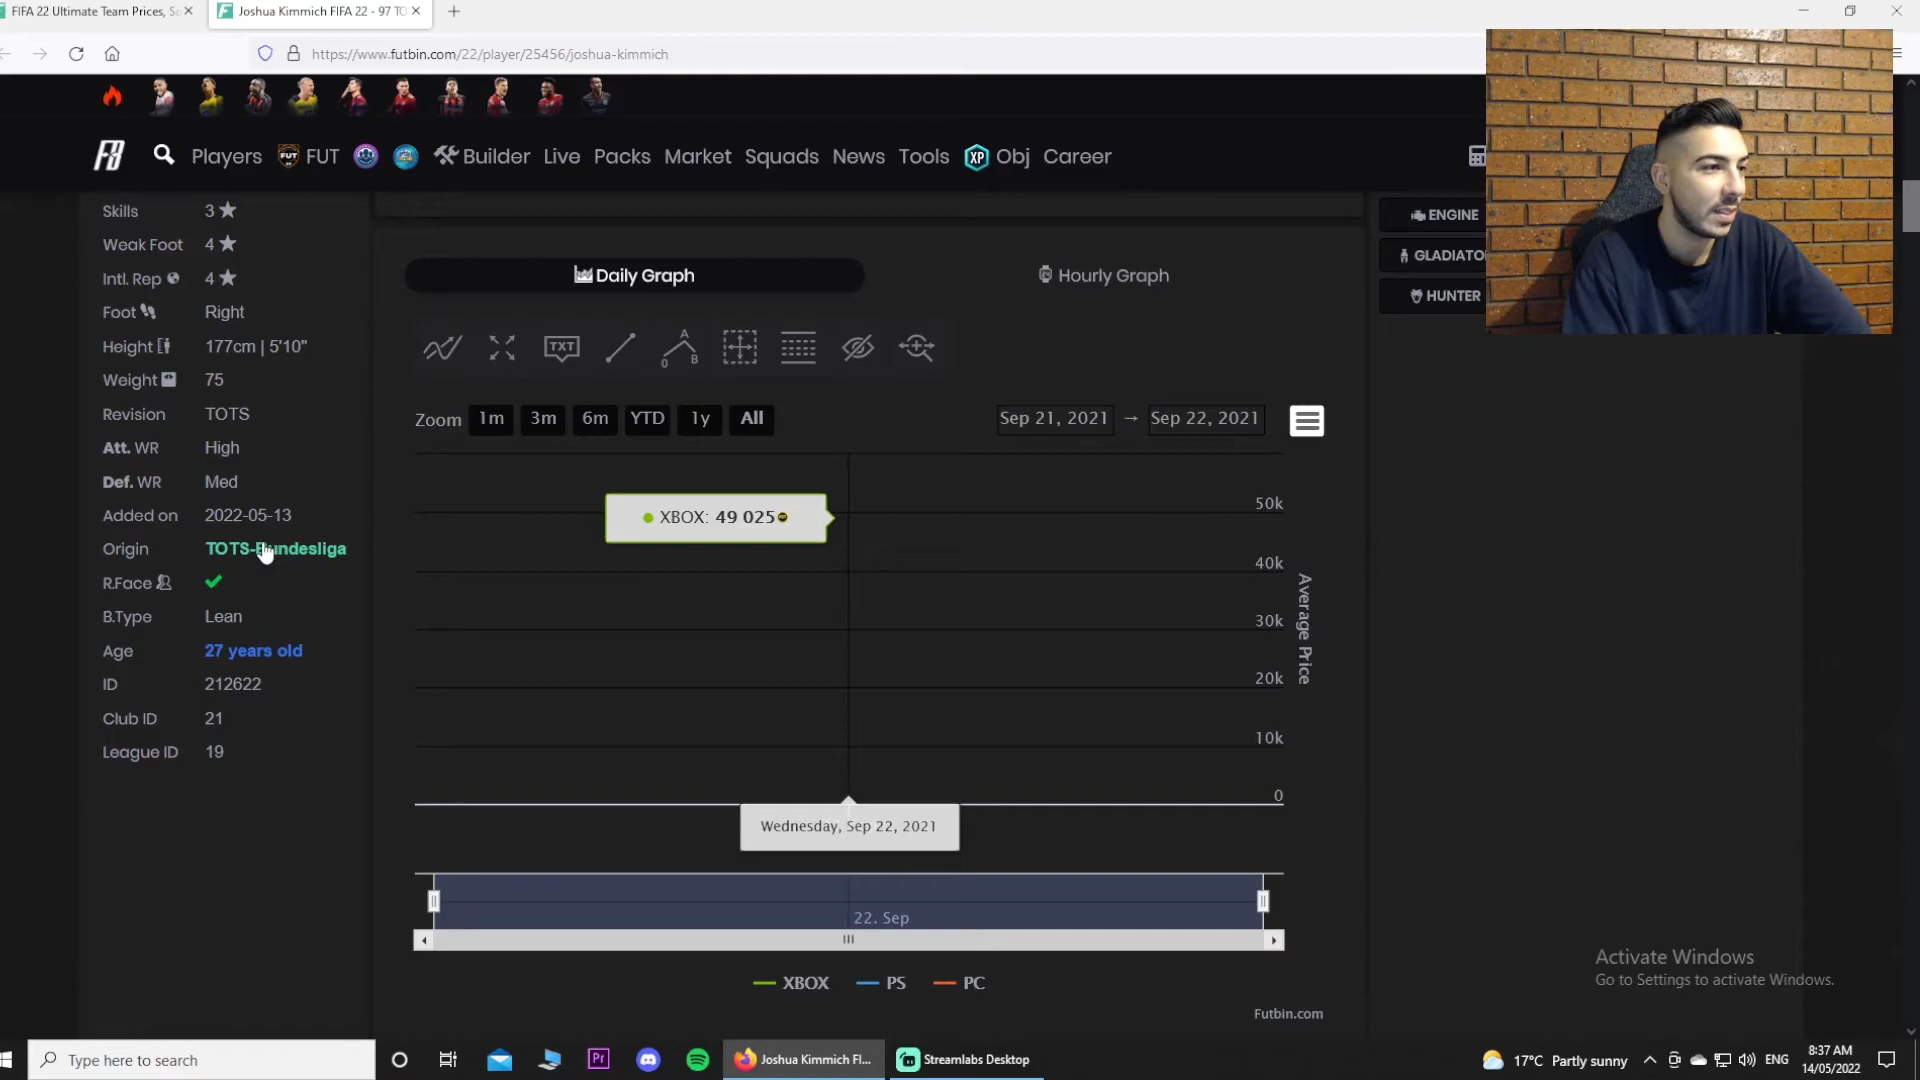 FIFA 22 Ultimate Team Prices, Sq
Joshua Kimmich FIFA 22 - 97 TO
https://www.futbin.com/22/player/25456/joshua-kimmich
Players FUT Builder Live Packs Market Squads News Tools XP Obj Career
Skills 3
Weak Foot 4
Intl. Rep 4
Foot Right
Height 177cm | 5'10"
Weight 75
Revision TOTS
Att. WR High
Def. WR Med
Added on 2022-05-13
Origin TOTS-Bundesliga
R.Face
B.Type Lean
Age 27 years old
ID 212622
Club ID 21
League ID 19
Daily Graph Hourly Graph
TXT
A
0 B
Zoom 1m 3m 6m YTD 1y All Sep 21, 2021 → Sep 22, 2021
50k
XBOX: 49 025
40k
30k
20k
10k
0
Average Price
Wednesday, Sep 22, 2021
22. Sep
XBOX PS PC
Futbin.com
ENGINE
GLADIATO
HUNTER
Activate Windows
Go to Settings to activate Windows.
Type here to search
Pr
Joshua Kimmich FI...
Streamlabs Desktop
17°C Partly sunny
ENG
8:37 AM
14/05/2022